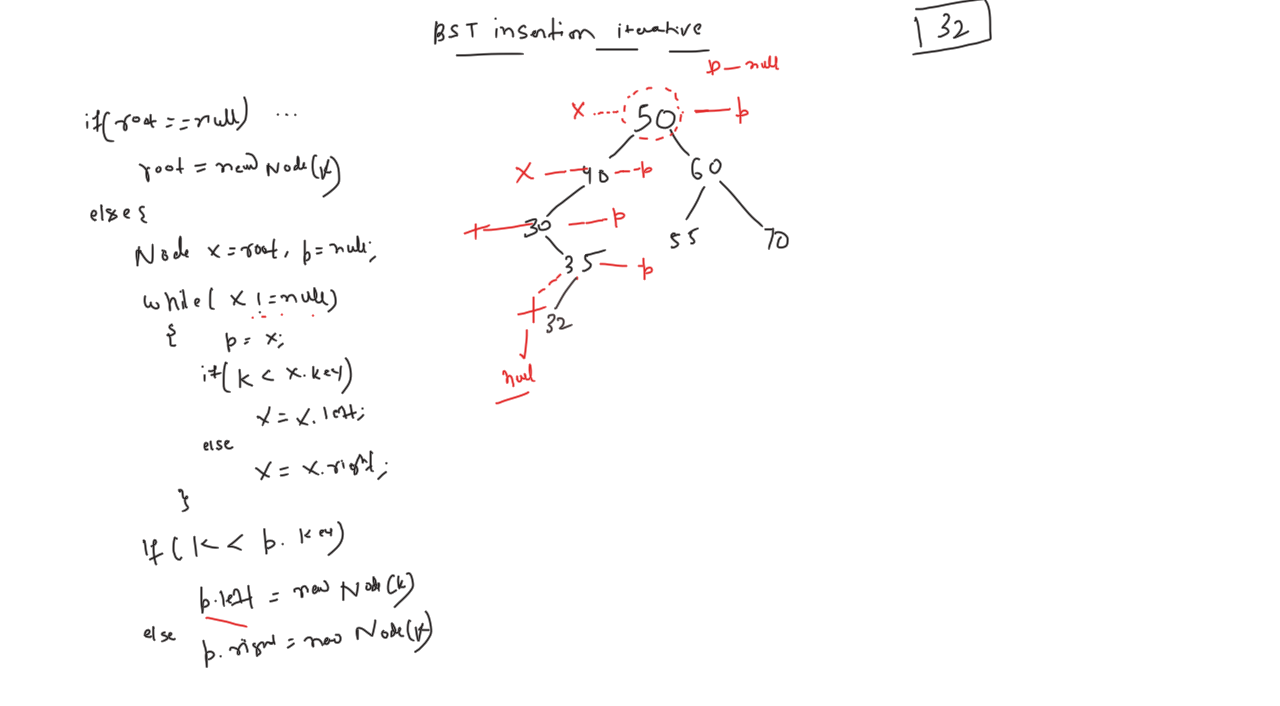 BST insertion iterative
32
p — null
if(root==null) ...
root = new Node(k)
else{
Node x=root, p=null;
while( x !=null)
{ p = x;
if(k < x.key)
x = x.left;
else
x = x.right;
}
If (k < p.key)
p.left = new Node(k)
else p.right = new Node(k)
x 50 p
x 40 p 60
x 30 p 55 70
35 p
x 32
null